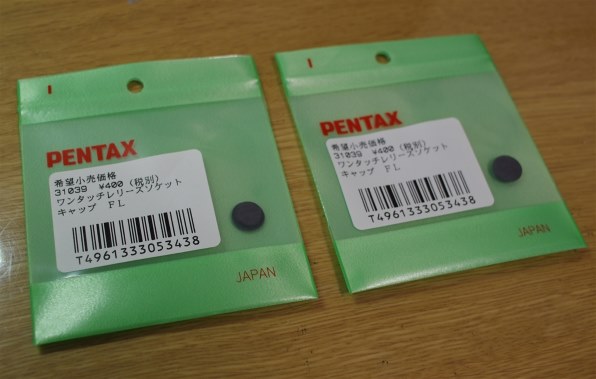 I
PENTAX
希望小売価格
31039 ¥400 (税別)
ワンタッチレリーズソケット
キャップ FL
T4961333053438
JAPAN
I
PENTAX
希望小売価格
31039 ¥400 (税別)
ワンタッチレリーズソケット
キャップ FL
T4961333053438
JAPAN